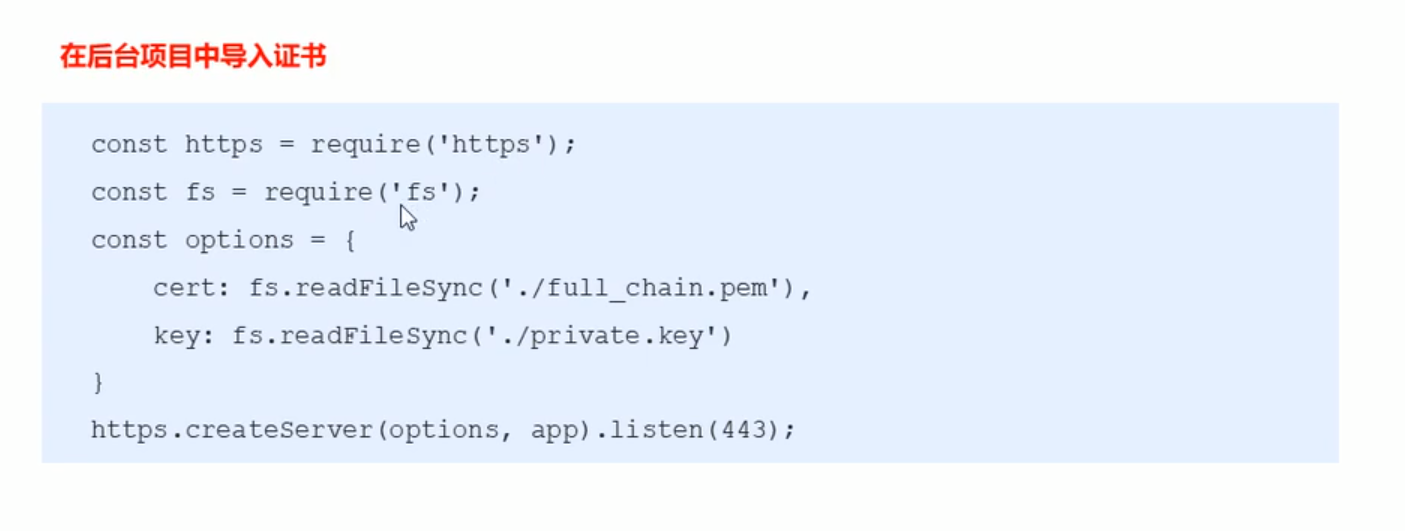 在后台项目中导入证书
const https = require('https');
const fs = require('fs');
const options = {
    cert: fs.readFileSync('./full_chain.pem'),
    key: fs.readFileSync('./private.key')
}
https.createServer(options, app).listen(443);